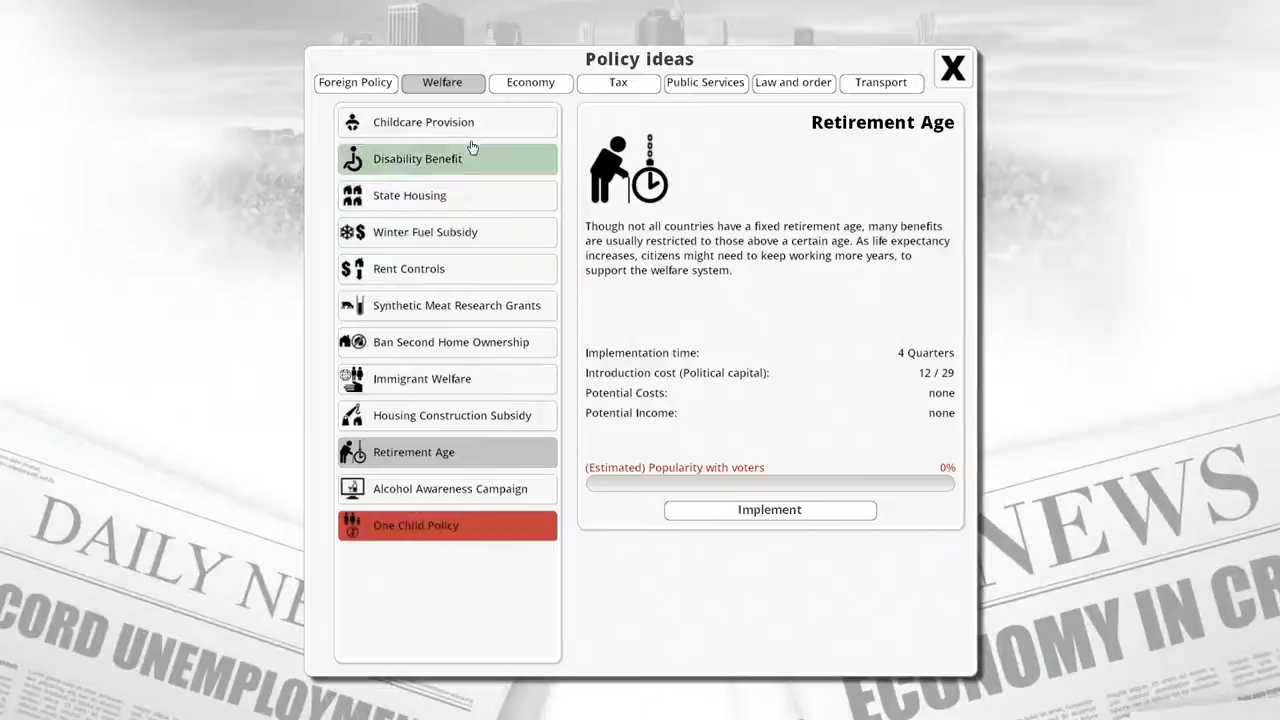 Policy ideas
X
Foreign Policy
Welfare
Economy
Tax
Public Services
Law and order
Transport
Childcare Provision
Disability Benefit
State Housing
Winter Fuel Subsidy
Rent Controls
Synthetic Meat Research Grants
Ban Second Home Ownership
Immigrant Welfare
Housing Construction Subsidy
Retirement Age
Alcohol Awareness Campaign
One Child Policy
Retirement Age
Though not all countries have a fixed retirement age, many benefits
are usually restricted to those above a certain age. As life expectancy
increases, citizens might need to keep working more years, to
support the welfare system.
Implementation time: 4 Quarters
Introduction cost (Political capital): 12 / 29
Potential Costs: none
Potential Income: none
(Estimated) Popularity with voters 0%
Implement
DAILY NE
CORD UNEMPLOYM
NEWS
ECONOMY IN CR